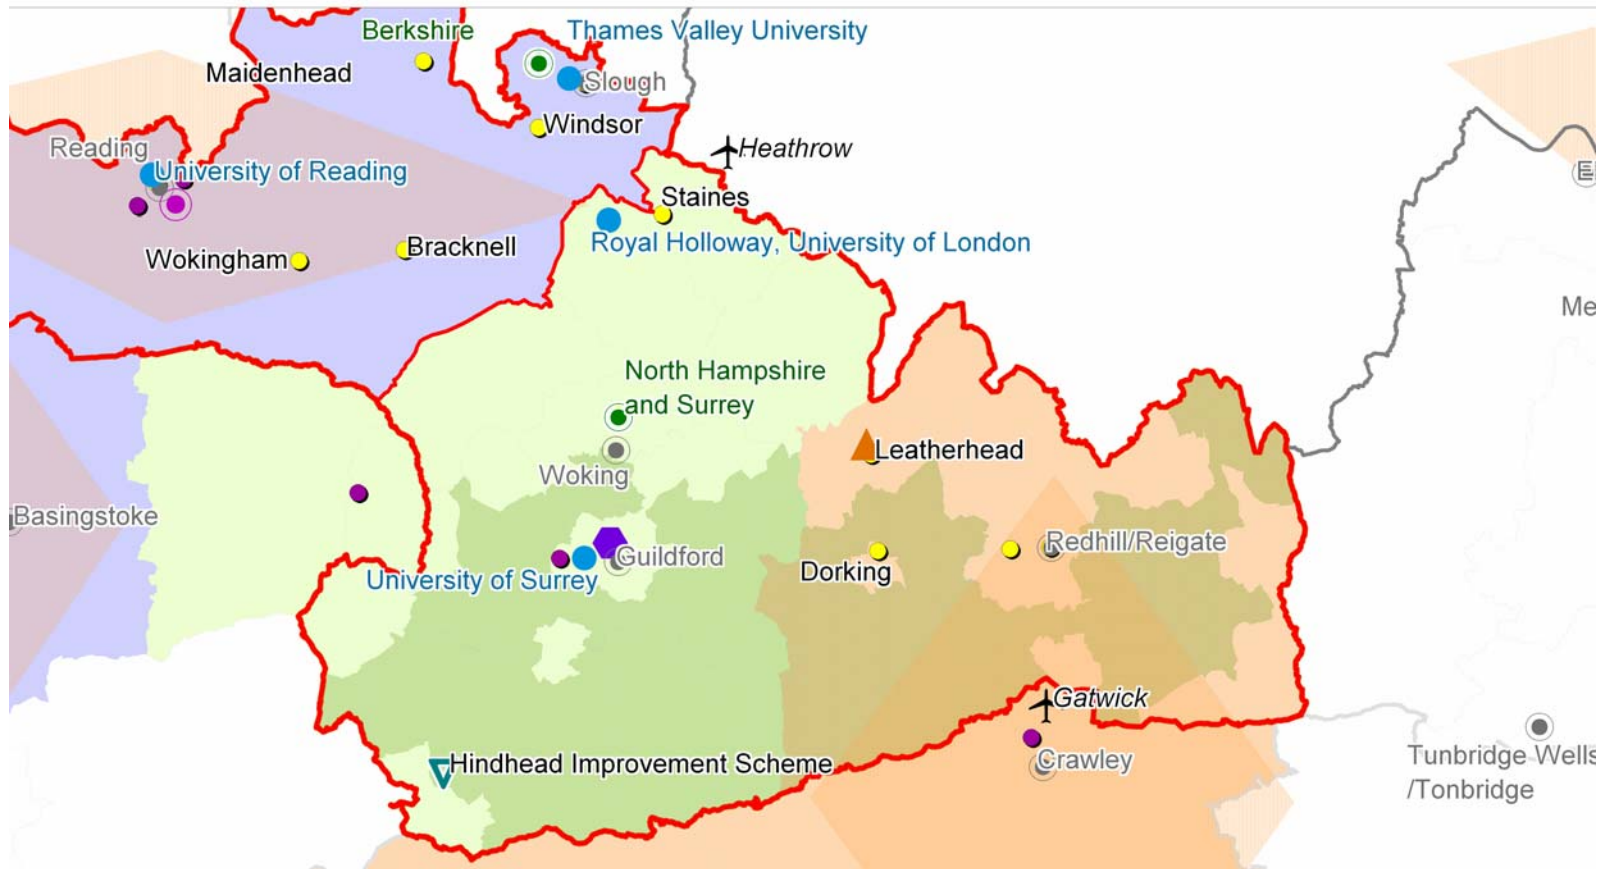 Berkshire
Thames Valley University
Maidenhead
Slough
Windsor
Reading
Heathrow
University of Reading
Staines
Royal Holloway, University of London
Wokingham
Bracknell
North Hampshire
and Surrey
Leatherhead
Woking
Basingstoke
Redhill/Reigate
Guildford
Dorking
University of Surrey
Gatwick
Crawley
Hindhead Improvement Scheme
Tunbridge Wells
/Tonbridge